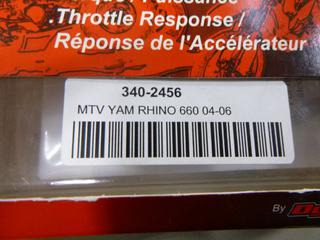 .Throttle Response /
Réponse de l'Accélérateur
340-2456
MTV YAM RHINO 660 04-06
By